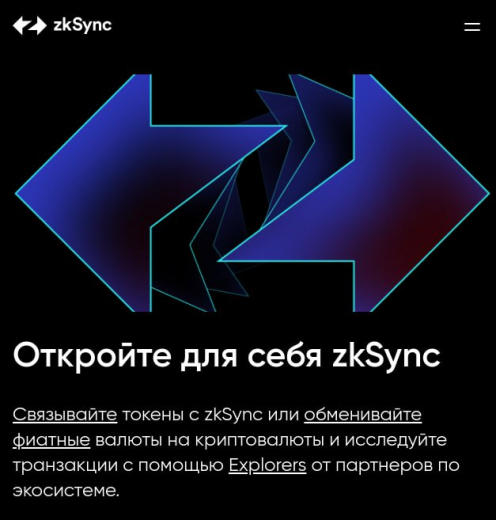 zkSync
Откройте для себя zkSync
Связывайте токены с zkSync или обменивайте
фиатные валюты на криптовалюты и исследуйте
транзакции с помощью Explorers от партнеров по
экосистеме.